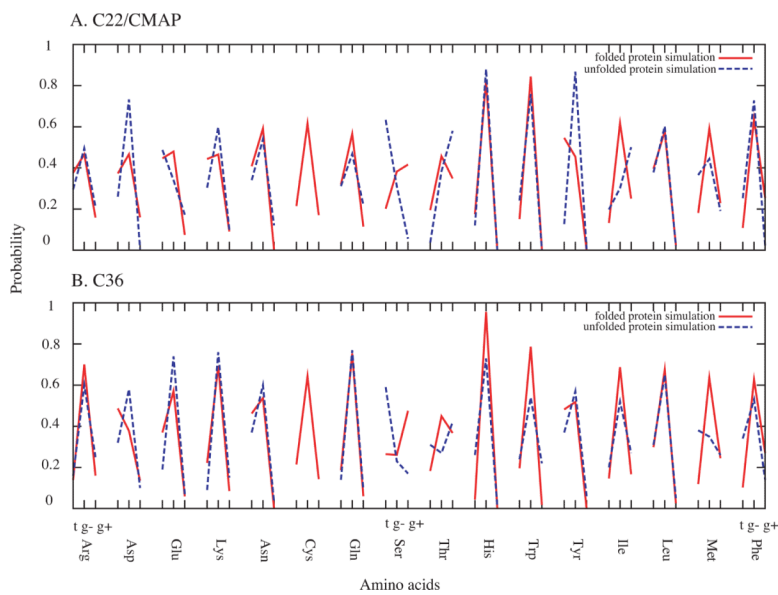 A. C22/CMAP
1
folded protein simulation
unfolded protein simulation
0.8
0.6
0.4
0.2
0
Probability
B. C36
1
folded protein simulation
unfolded protein simulation
0.8
0.6
0.4
0.2
0
t g- g+ t g- g+ t g- g+
Arg Asp Glu Lys Asn Cys Gln Ser Thr His Trp Tyr Ile Leu Met Phe
Amino acids